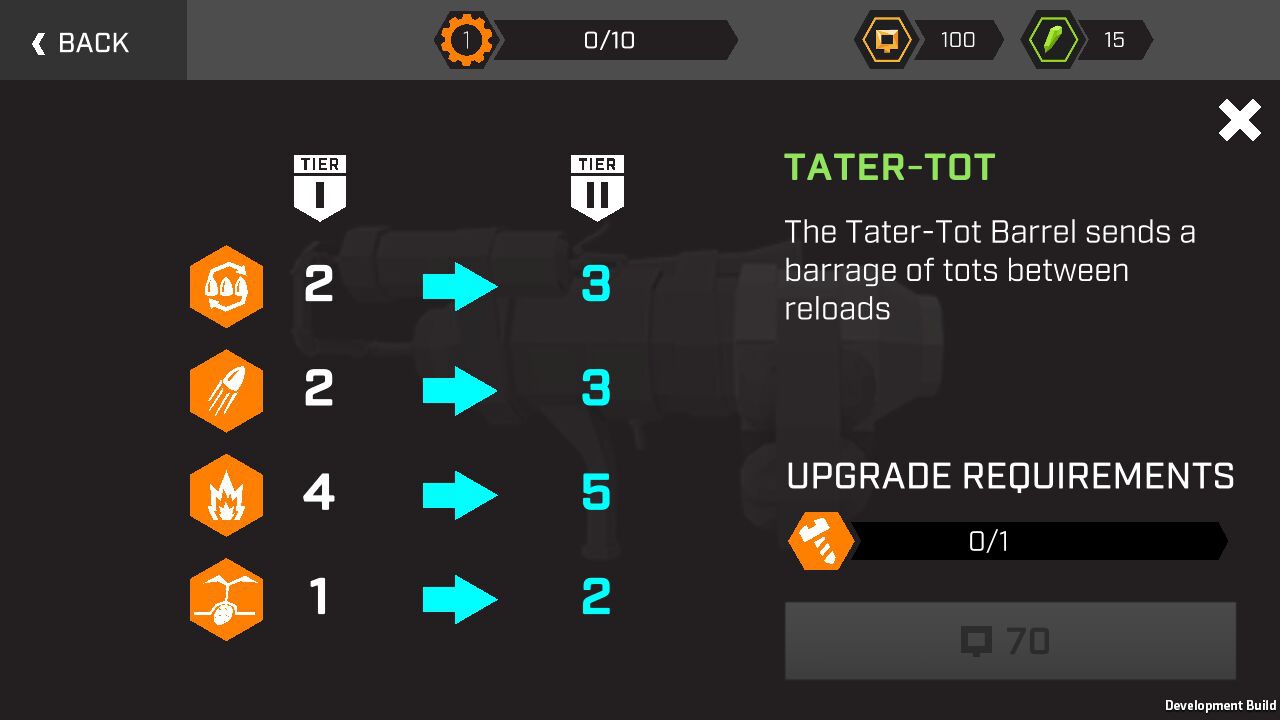 BACK
1
0/10
100
15
TIER
I
TIER
II
TATER-TOT
The Tater-Tot Barrel sends a
barrage of tots between
reloads
2
3
2
3
4
5
1
2
UPGRADE REQUIREMENTS
0/1
70
Development Build